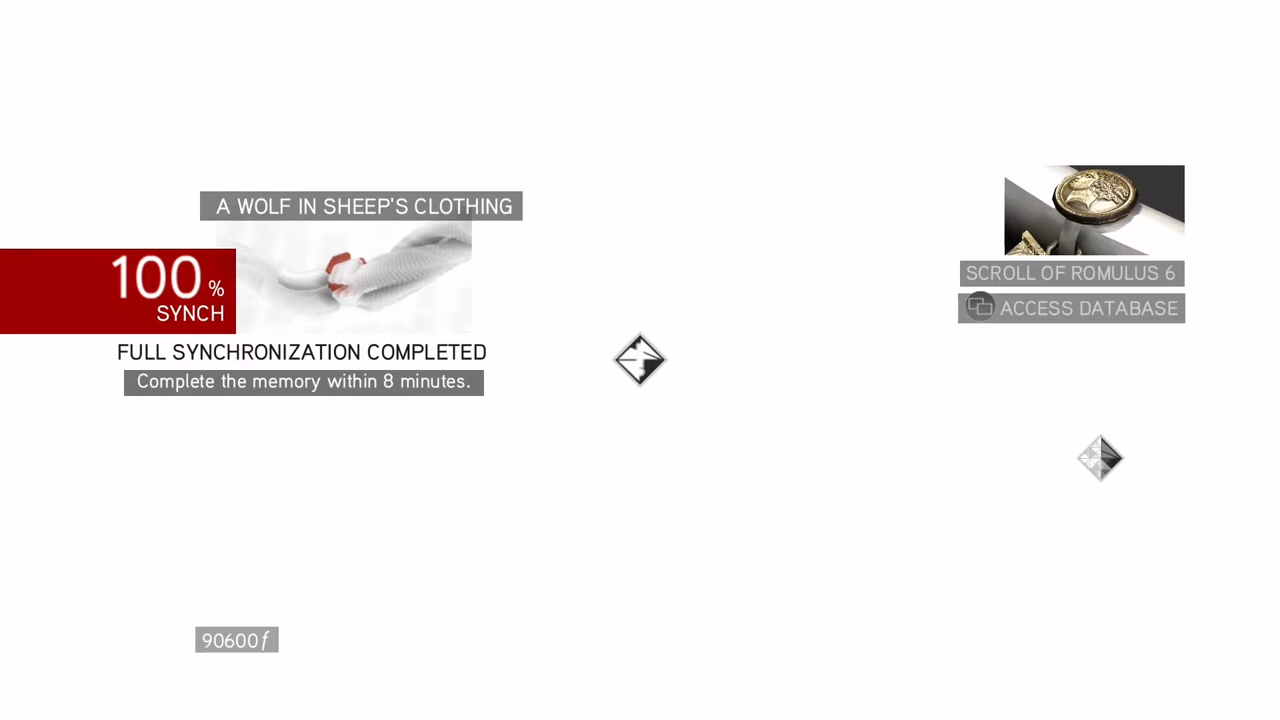 A WOLF IN SHEEP'S CLOTHING
100 %
SYNCH
FULL SYNCHRONIZATION COMPLETED
Complete the memory within 8 minutes.
SCROLL OF ROMULUS 6
ACCESS DATABASE
90600ƒ